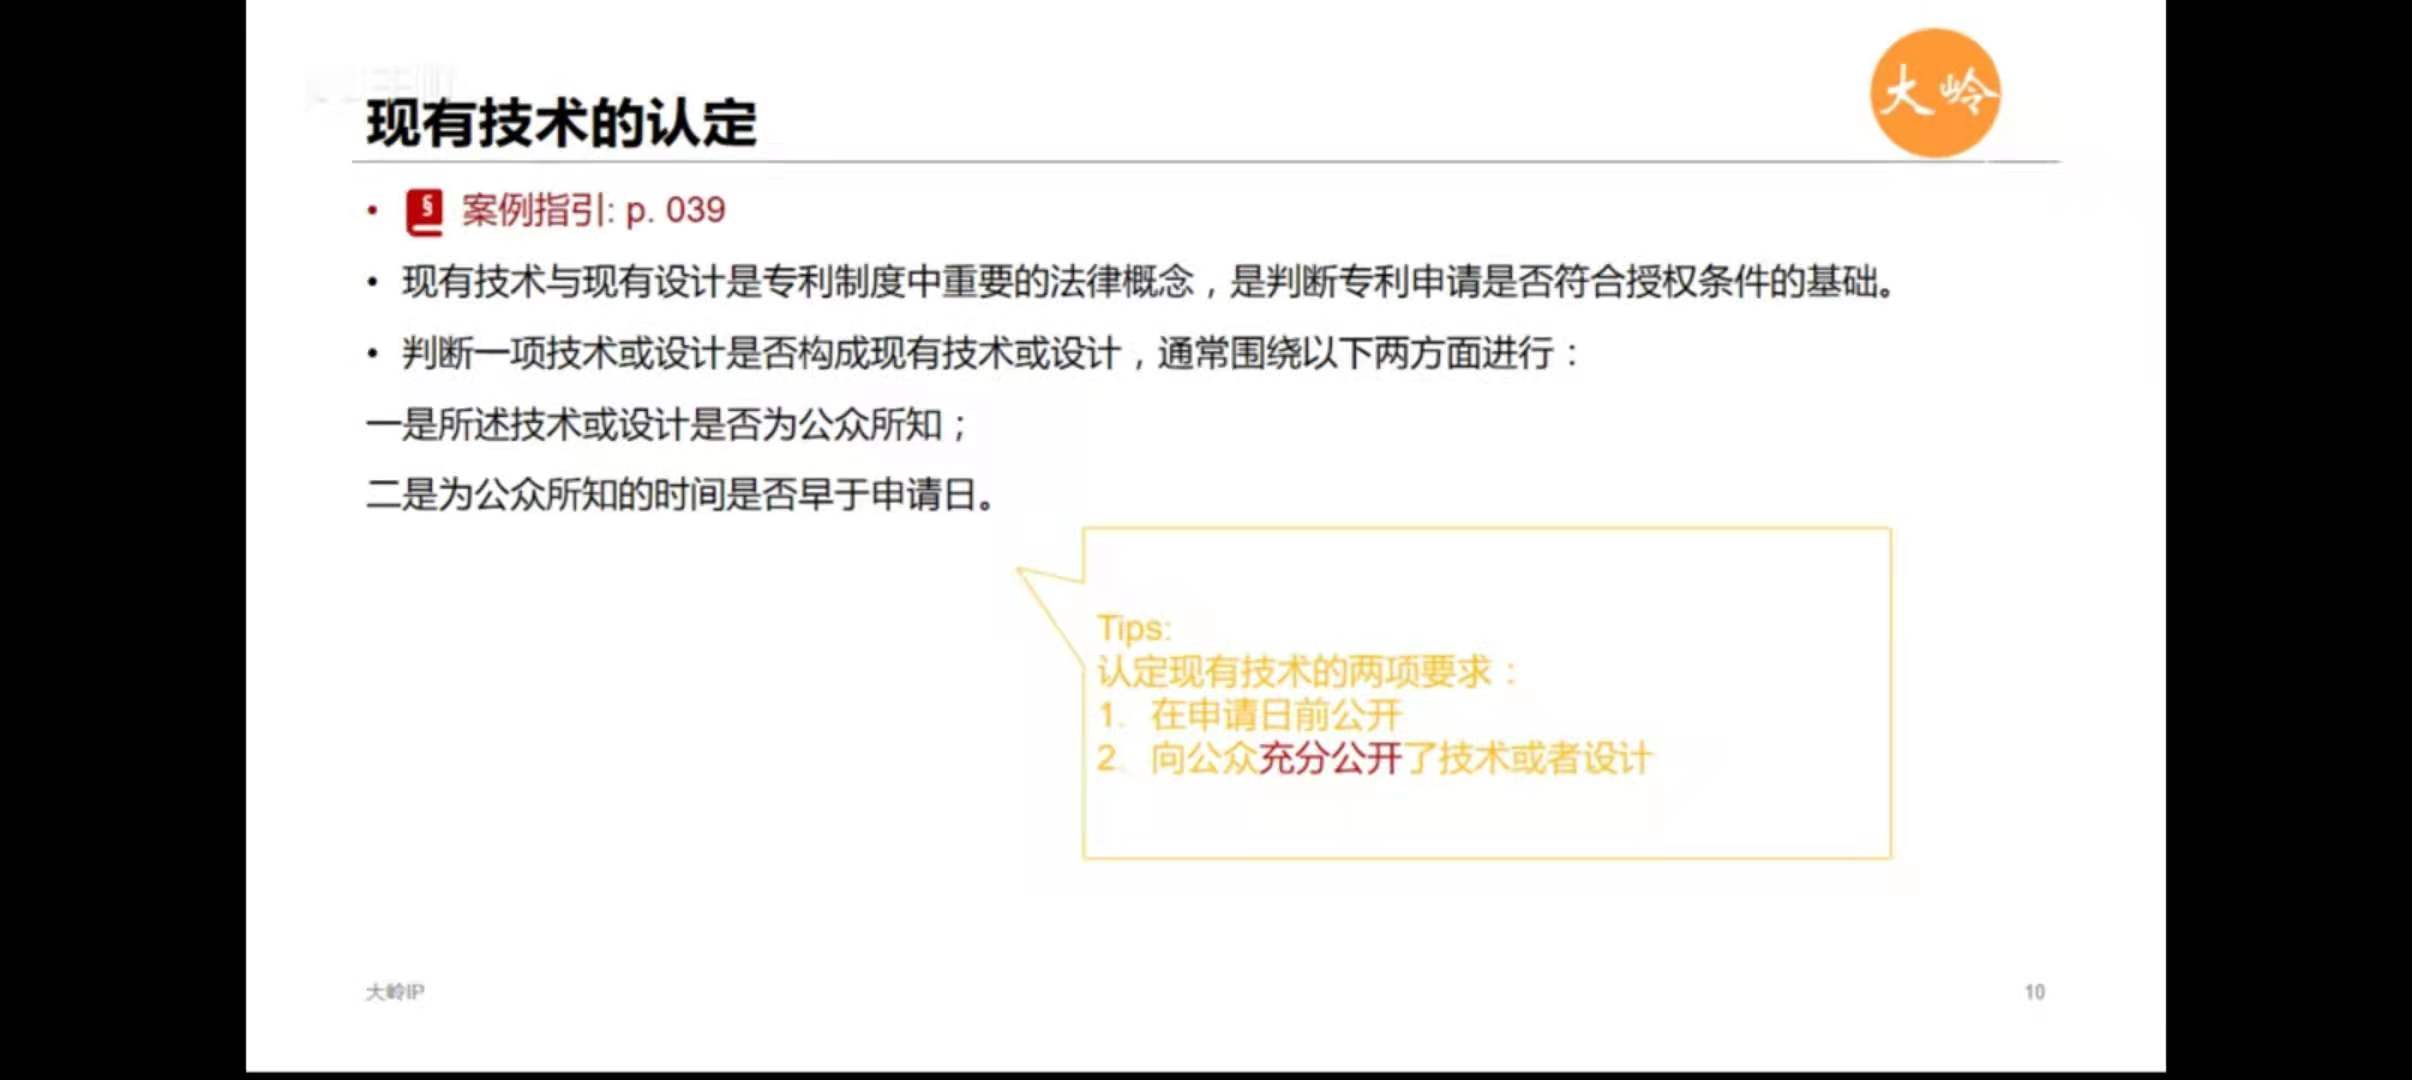 现有技术的认定
大岭
• § 案例指引: p. 039
• 现有技术与现有设计是专利制度中重要的法律概念，是判断专利申请是否符合授权条件的基础。
• 判断一项技术或设计是否构成现有技术或设计，通常围绕以下两方面进行：
一是所述技术或设计是否为公众所知；
二是为公众所知的时间是否早于申请日。
Tips:
认定现有技术的两项要求：
1. 在申请日前公开
2. 向公众充分公开了技术或者设计
大岭IP
10